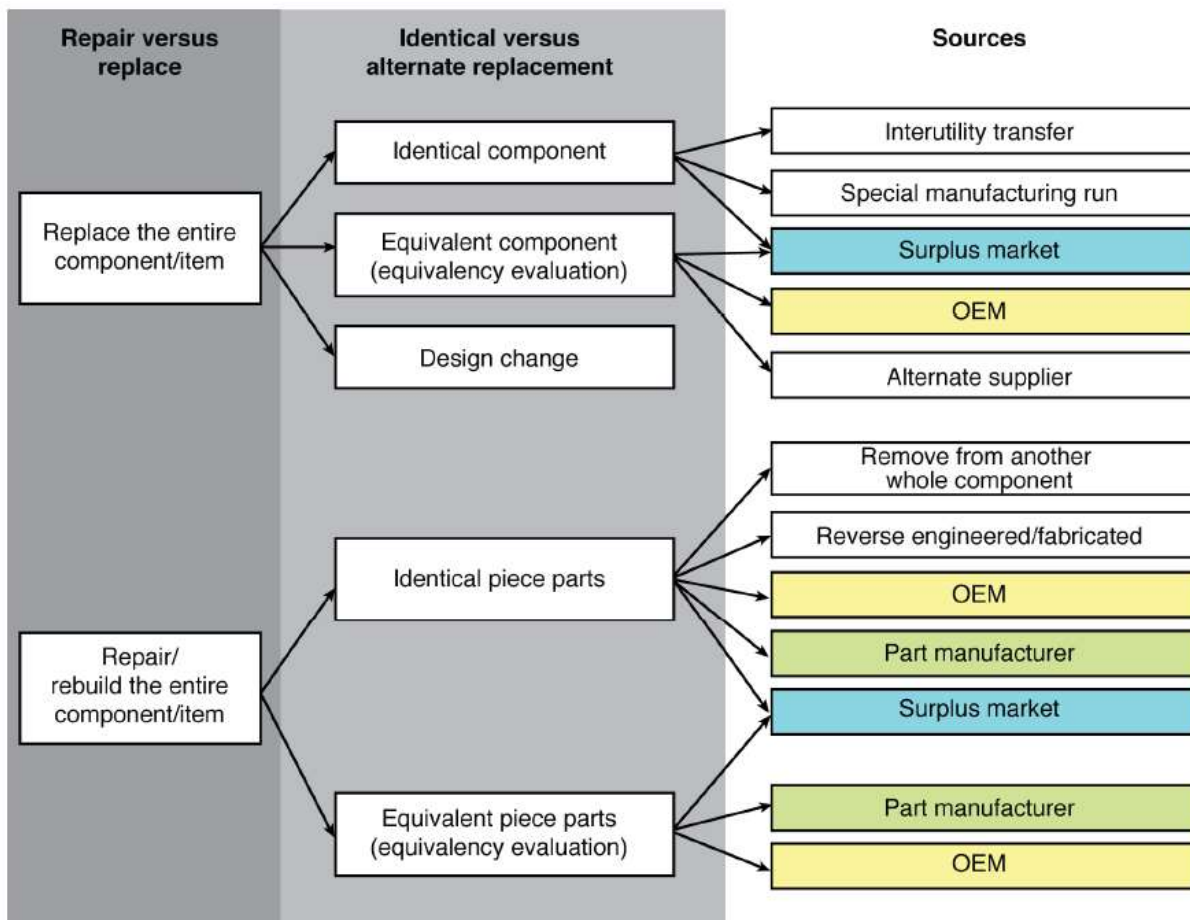 Repair versus
replace
Identical versus
alternate replacement
Sources
Replace the entire
component/item
Identical component
Equivalent component
(equivalency evaluation)
Design change
Interutility transfer
Special manufacturing run
Surplus market
OEM
Alternate supplier
Repair/
rebuild the entire
component/item
Identical piece parts
Equivalent piece parts
(equivalency evaluation)
Remove from another
whole component
Reverse engineered/fabricated
OEM
Part manufacturer
Surplus market
Part manufacturer
OEM